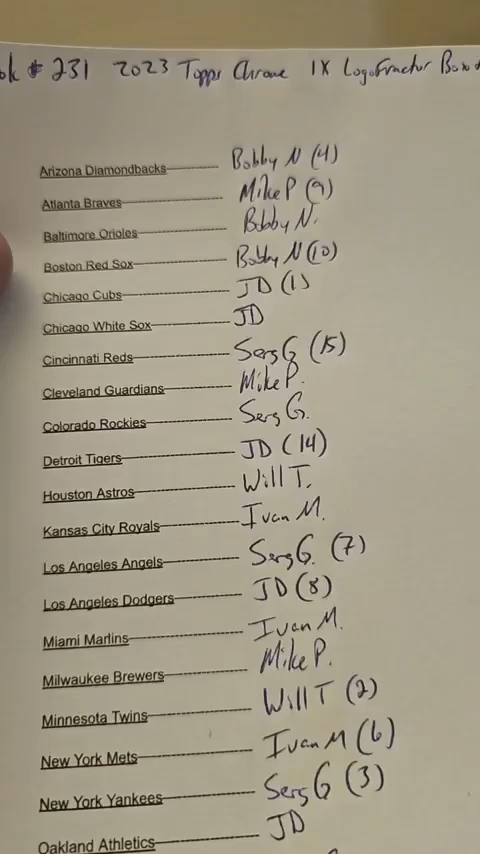 # 231 2023 Topps Chrome 1X LogoFractor Box
Arizona Diamondbacks Bobby N (4)
Atlanta Braves Mike P (9)
Baltimore Orioles Bobby N.
Boston Red Sox Bobby N (10)
Chicago Cubs JD (1)
Chicago White Sox JD
Cincinnati Reds Serg G (15)
Cleveland Guardians Mike P.
Colorado Rockies Serg G.
Detroit Tigers JD (14)
Houston Astros Will T.
Kansas City Royals Ivan M.
Los Angeles Angels Serg G. (7)
Los Angeles Dodgers JD (8)
Miami Marlins Ivan M.
Milwaukee Brewers Mike P.
Minnesota Twins Will T (2)
New York Mets Ivan M (6)
New York Yankees Serg G (3)
Oakland Athletics JD